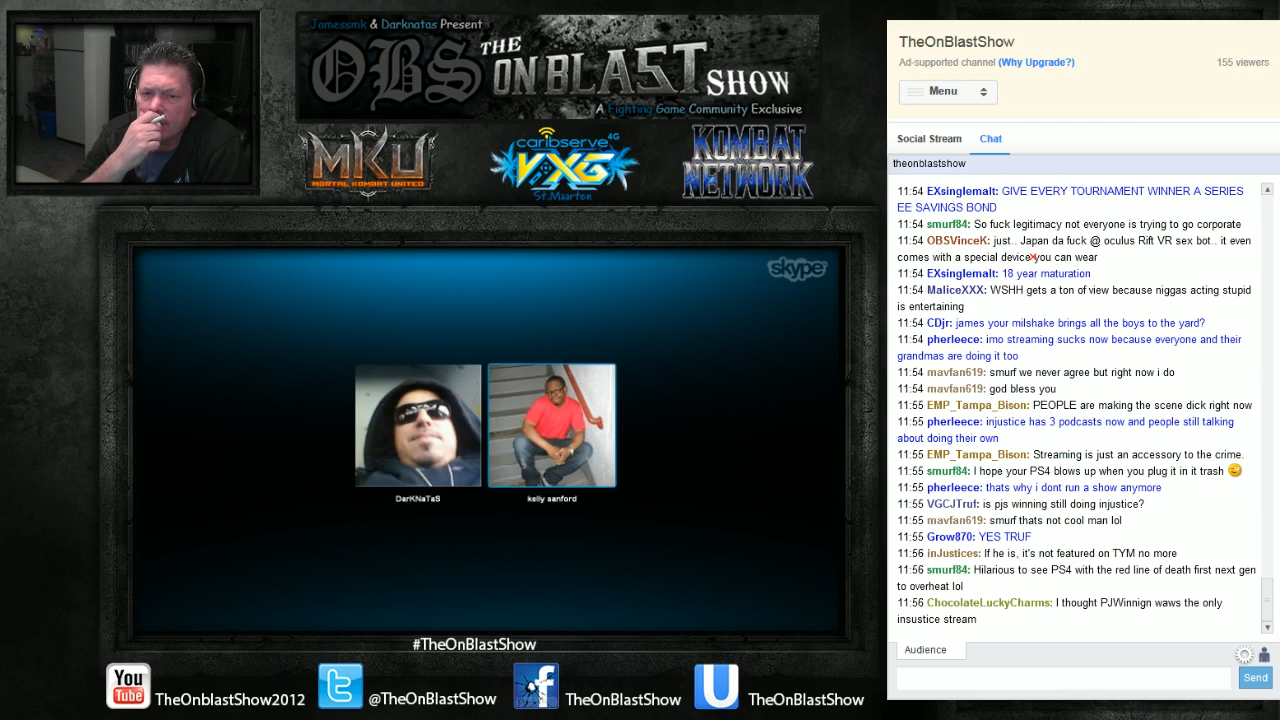 Jamessmk & Darknatas Present
OBS THE ON BLAST SHOW
A Fighting Game Community Exclusive
MKU
MORTAL KOMBAT UNITED
caribserve 4G
VXG
St.Maarten
KOMBAT
NETWORK
skype
DarKNaTaS
kelly sanford
#TheOnBlastShow
You
Tube
TheOnblastShow2012
@TheOnBlastShow
TheOnBlastShow
TheOnBlastShow
TheOnBlastShow
Ad-supported channel (Why Upgrade?)
155 viewers
Menu
Social Stream Chat
theonblastshow
11:54 EXsinglemalt: GIVE EVERY TOURNAMENT WINNER A SERIES
EE SAVINGS BOND
11:54 smurf84: So fuck legitimacy not everyone is trying to go corporate
11:54 OBSVinceK: just.. Japan da fuck @ oculus Rift VR sex bot.. it even
comes with a special device you can wear
11:54 EXsinglemalt: 18 year maturation
11:54 MaliceXXX: WSHH gets a ton of view because niggas acting stupid
is entertaining
11:54 CDjr: james your milshake brings all the boys to the yard?
11:54 pherleece: imo streaming sucks now because everyone and their
grandmas are doing it too
11:54 mavfan619: smurf we never agree but right now i do
11:54 mavfan619: god bless you
11:55 EMP_Tampa_Bison: PEOPLE are making the scene dick right now
11:55 pherleece: injustice has 3 podcasts now and people still talking
about doing their own
11:55 EMP_Tampa_Bison: Streaming is just an accessory to the crime.
11:55 smurf84: I hope your PS4 blows up when you plug it in it trash
11:55 pherleece: thats why i dont run a show anymore
11:55 VGCJTruf: is pjs winning still doing injustice?
11:55 mavfan619: smurf thats not cool man lol
11:55 Grow870: YES TRUF
11:56 inJustices: If he is, it's not featured on TYM no more
11:56 smurf84: Hilarious to see PS4 with the red line of death first next gen
to overheat lol
11:56 ChocolateLuckyCharms: I thought PJWinnign waws the only
insustice stream
Audience
Send